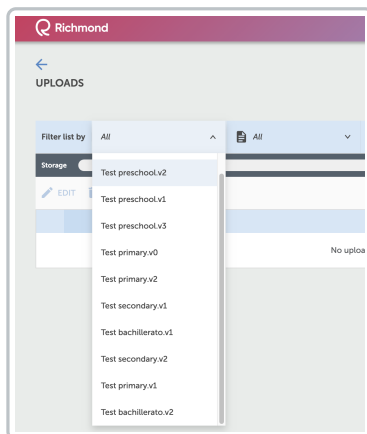 Richmond
UPLOADS
Filter list by All All
Storage
Test preschool.v2
EDIT
Test preschool.v1
Test preschool.v3
Test primary.v0
No uploa
Test primary.v2
Test secondary.v1
Test bachillerato.v1
Test secondary.v2
Test primary.v1
Test bachillerato.v2